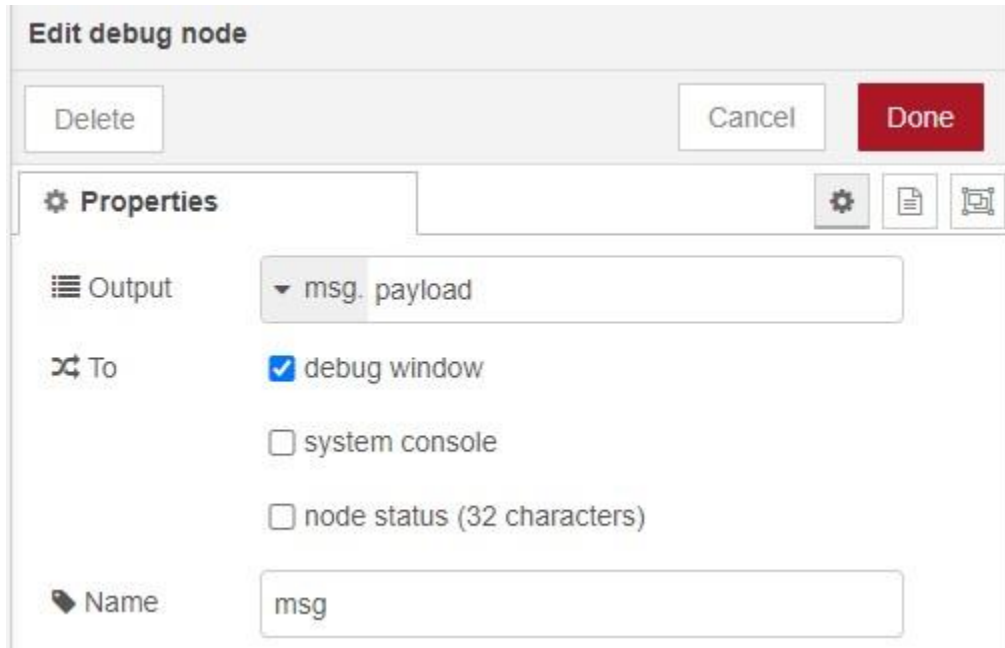 Edit debug node
Delete Cancel Done
Properties
Output msg. payload
To debug window
system console
node status (32 characters)
Name msg